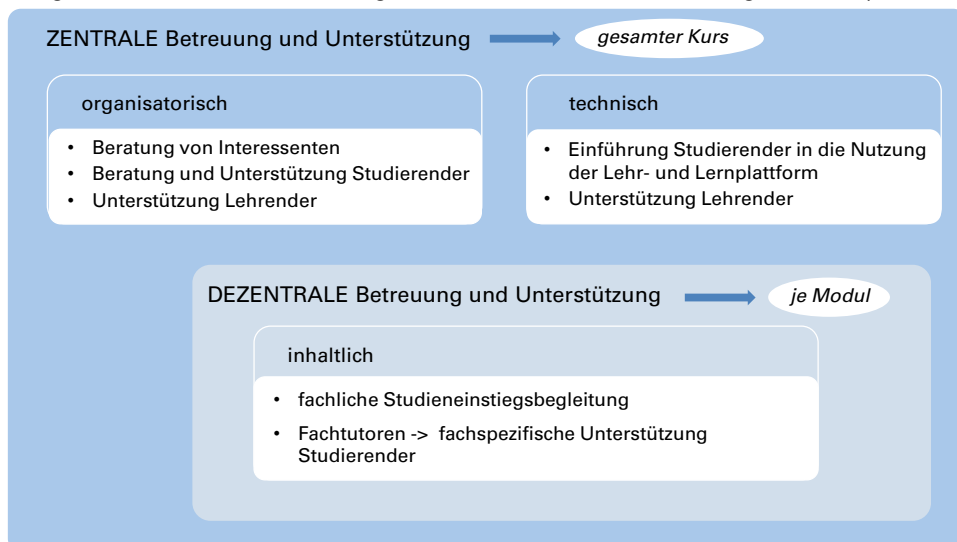 ZENTRALE Betreuung und Unterstützung
gesamter Kurs
organisatorisch
• Beratung von Interessenten
• Beratung und Unterstützung Studierender
• Unterstützung Lehrender
technisch
• Einführung Studierender in die Nutzung
der Lehr- und Lernplattform
• Unterstützung Lehrender
DEZENTRALE Betreuung und Unterstützung
je Modul
inhaltlich
• fachliche Studieneinstiegsbegleitung
• Fachtutoren -> fachspezifische Unterstützung
Studierender